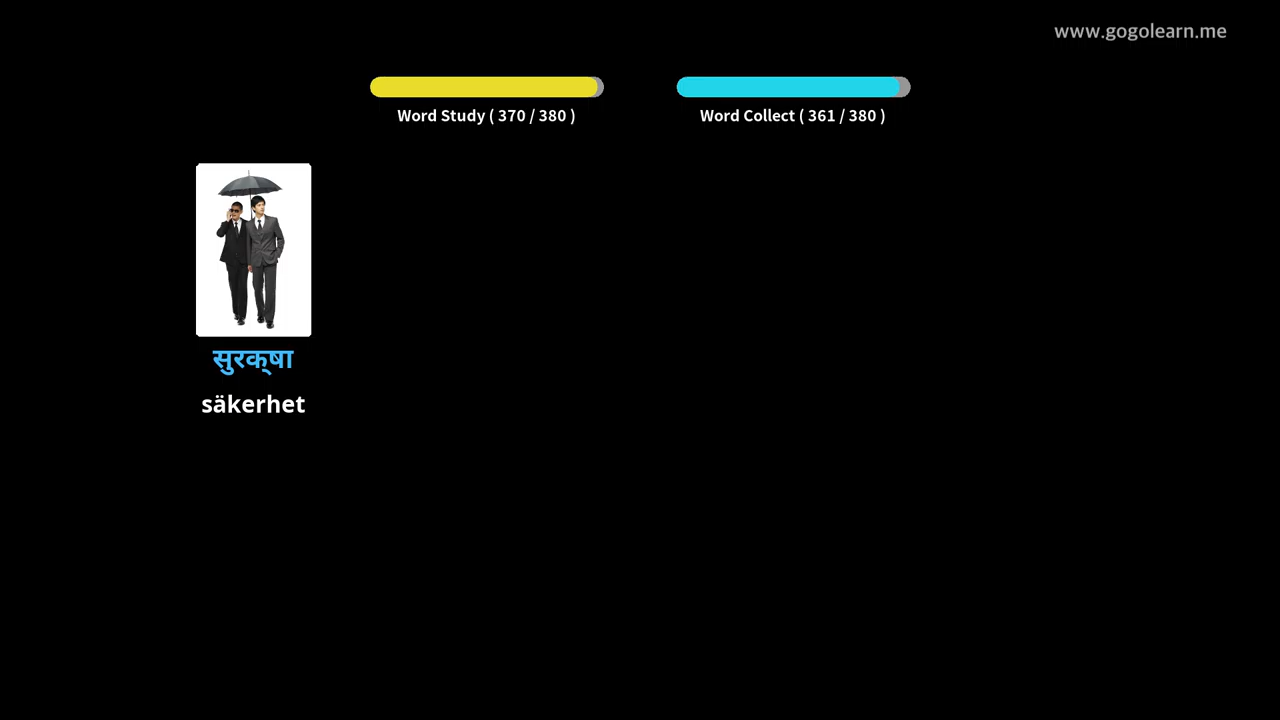 www.gogolearn.me
Word Study ( 370 / 380 )
Word Collect ( 361 / 380 )
सुरक्षा
säkerhet